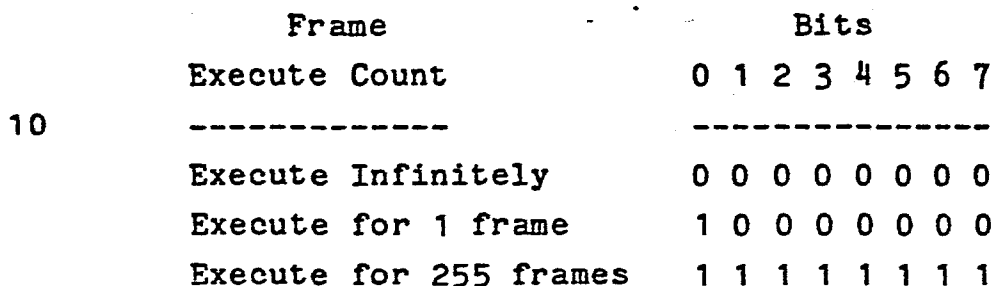 Frame Bits
Execute Count 0 1 2 3 4 5 6 7
10 ------------- ---------------
Execute Infinitely 0 0 0 0 0 0 0 0
Execute for 1 frame 1 0 0 0 0 0 0 0
Execute for 255 frames 1 1 1 1 1 1 1 1